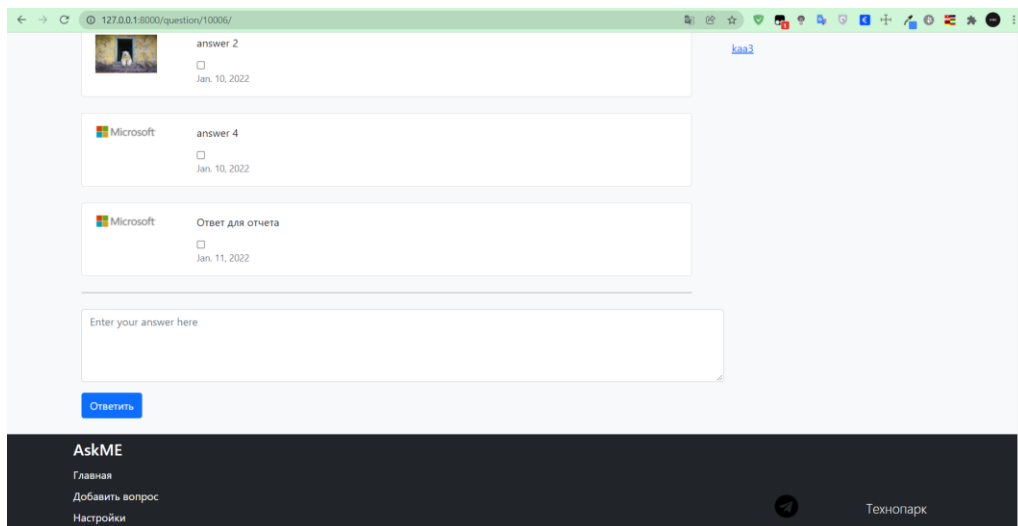 127.0.0.1:8000/question/10006/
answer 2
Jan. 10, 2022
kaa3
Microsoft
answer 4
Jan. 10, 2022
Microsoft
Ответ для отчета
Jan. 11, 2022
Enter your answer here
Ответить
AskME
Главная
Добавить вопрос
Настройки
Технопарк